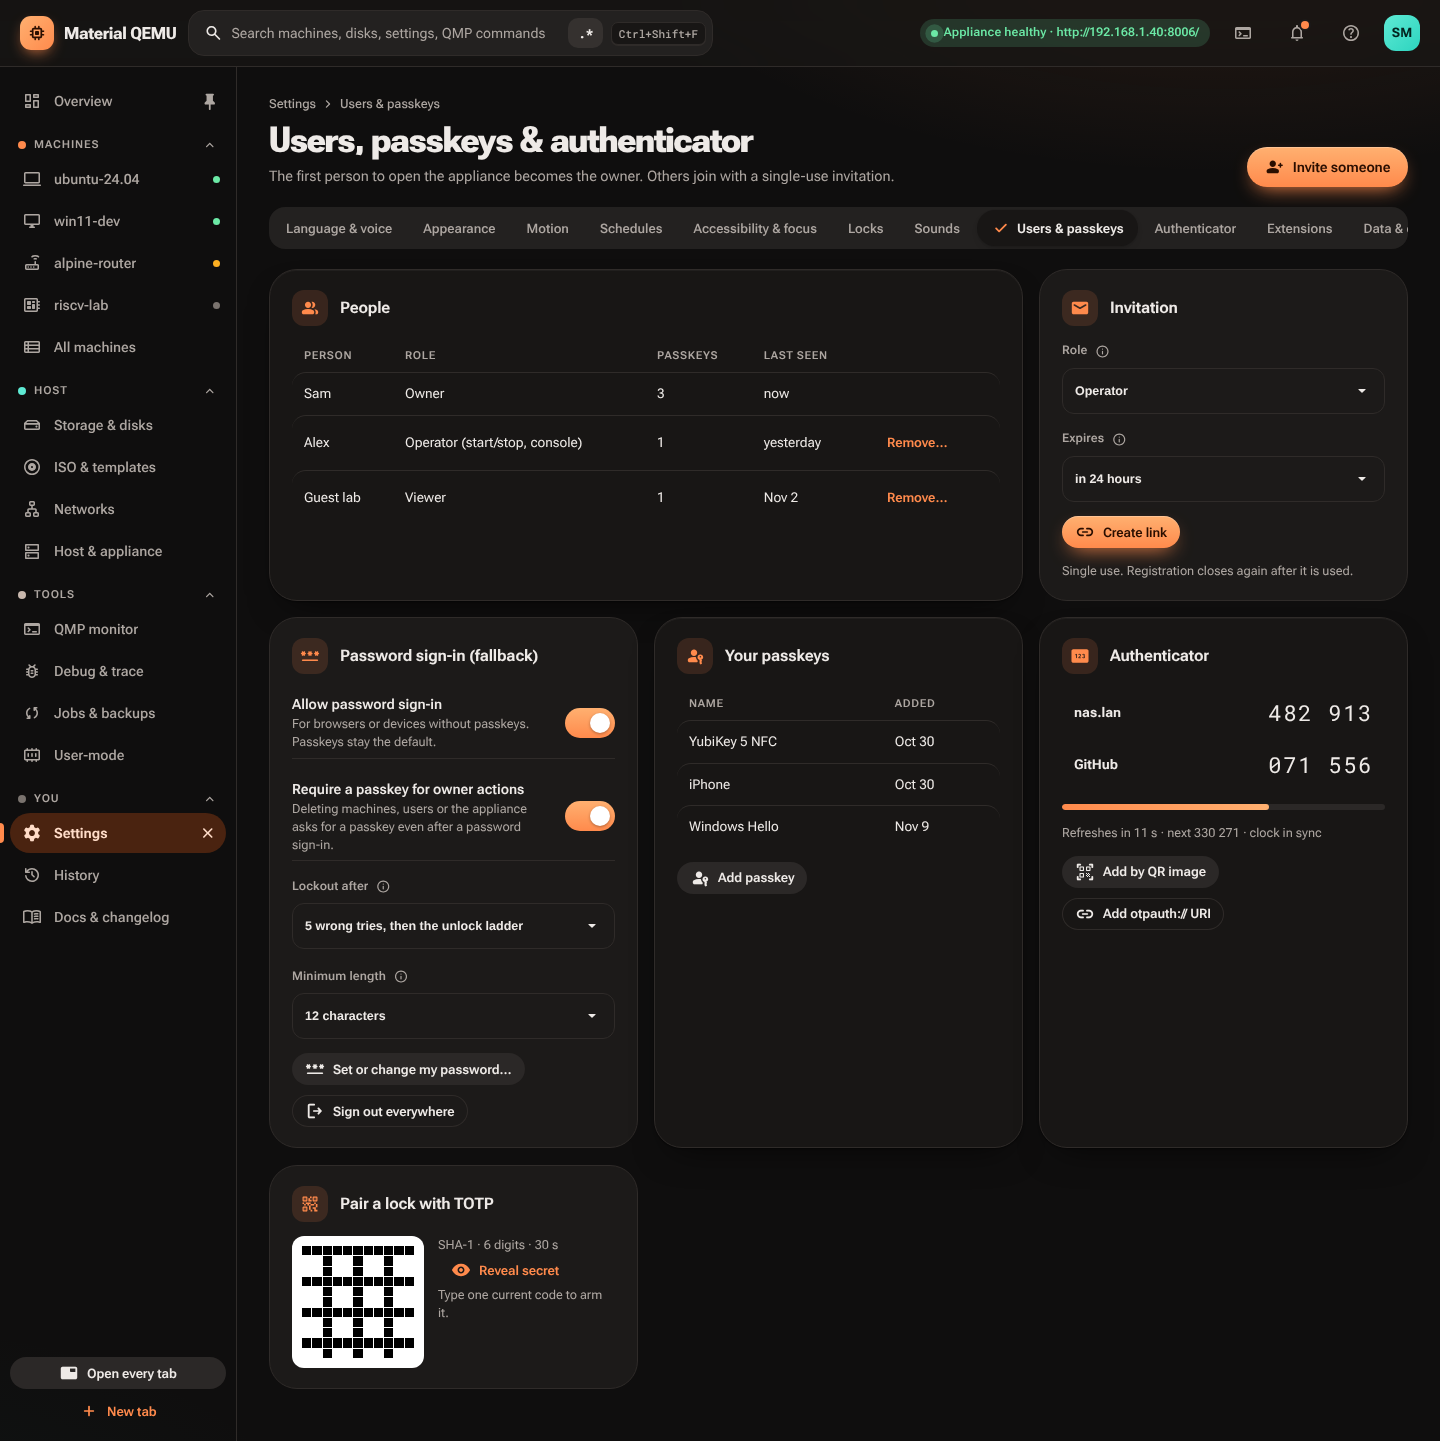 Material QEMU
Search machines, disks, settings, QMP commands
.*
Ctrl+Shift+F
Appliance healthy · http://192.168.1.40:8006/
SM
Overview
MACHINES
ubuntu-24.04
win11-dev
alpine-router
riscv-lab
All machines
HOST
Storage & disks
ISO & templates
Networks
Host & appliance
TOOLS
QMP monitor
Debug & trace
Jobs & backups
User-mode
YOU
Settings
History
Docs & changelog
Open every tab
New tab
Settings > Users & passkeys
Users, passkeys & authenticator
The first person to open the appliance becomes the owner. Others join with a single-use invitation.
Invite someone
Language & voice Appearance Motion Schedules Accessibility & focus Locks Sounds Users & passkeys Authenticator Extensions Data &
People
PERSON ROLE PASSKEYS LAST SEEN
Sam Owner 3 now
Alex Operator (start/stop, console) 1 yesterday Remove...
Guest lab Viewer 1 Nov 2 Remove...
Invitation
Role
Operator
Expires
in 24 hours
Create link
Single use. Registration closes again after it is used.
Password sign-in (fallback)
Allow password sign-in
For browsers or devices without passkeys.
Passkeys stay the default.
Require a passkey for owner actions
Deleting machines, users or the appliance
asks for a passkey even after a password
sign-in.
Lockout after
5 wrong tries, then the unlock ladder
Minimum length
12 characters
Set or change my password...
Sign out everywhere
Your passkeys
NAME ADDED
YubiKey 5 NFC Oct 30
iPhone Oct 30
Windows Hello Nov 9
Add passkey
Authenticator
nas.lan 482 913
GitHub 071 556
Refreshes in 11 s · next 330 271 · clock in sync
Add by QR image
Add otpauth:// URI
Pair a lock with TOTP
SHA-1 · 6 digits · 30 s
Reveal secret
Type one current code to arm
it.